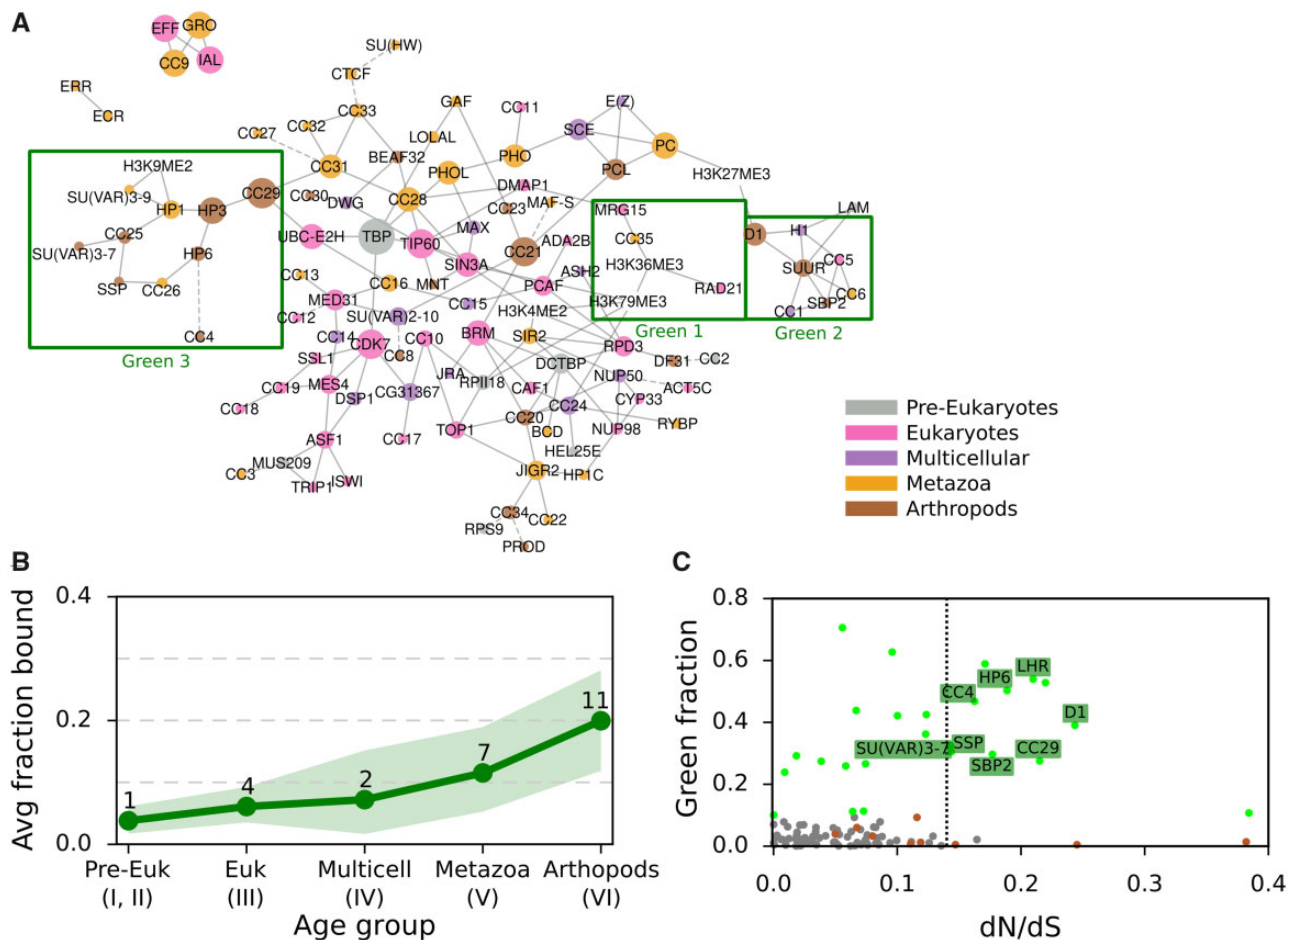 A
EFF GRO
CC9 IAL
SU(HW)
CTCF
ERR
ECR
CC33
GAF
CC11
E(Z)
CC27
CC32
LOLAL
SCE
PC
CC31
BEAF32
PHOL
PHO
PCL
H3K27ME3
H3K9ME2
SU(VAR)3-9
HP1
HP3
CC29
CC30
DWG
CC28
DMAP1
MAF-S
CC23
MRG15
LAM
CC25
SU(VAR)3-7
HP6
UBC-E2H
TBP
TIP60
MAX
CC21
ADA2B
CC35
D1
H1
SSP
CC26
CC13
CC16
MNT
SIN3A
PCAF
ASH2
H3K36ME3
SUUR
CC5
CC6
RAD21
MED31
CC12
SU(VAR)2-10
CC15
H3K4ME2
H3K79ME3
SBP2
CC1
CC4
Green 3
Green 1
Green 2
CC14
CDK7
CC10
BRM
SIR2
RPD3
SSL1
CC8
DCTBP
DF31
CC2
CC19
MES4
JRA
RPII18
NUP50
ACT5C
CC18
DSP1
CG31367
CAF1
CC24
CYP33
CC20
RYBP
ASF1
CC17
TOP1
BCD
NUP98
HEL25E
MUS209
CC3
TRIP1
ISWI
JIGR2
HP1C
CC34
RPS9
CC22
PROD
Pre-Eukaryotes
Eukaryotes
Multicellular
Metazoa
Arthropods
B
Avg fraction bound
0.4
0.2
0.0
1
4
2
7
11
Pre-Euk Euk Multicell Metazoa Arthopods
(I, II) (III) (IV) (V) (VI)
Age group
C
Green fraction
0.8
0.6
0.4
0.2
0.0
LHR
HP6
CC4
D1
SU(VAR)3-7
SSP
CC29
SBP2
0.0 0.1 0.2 0.3 0.4
dN/dS